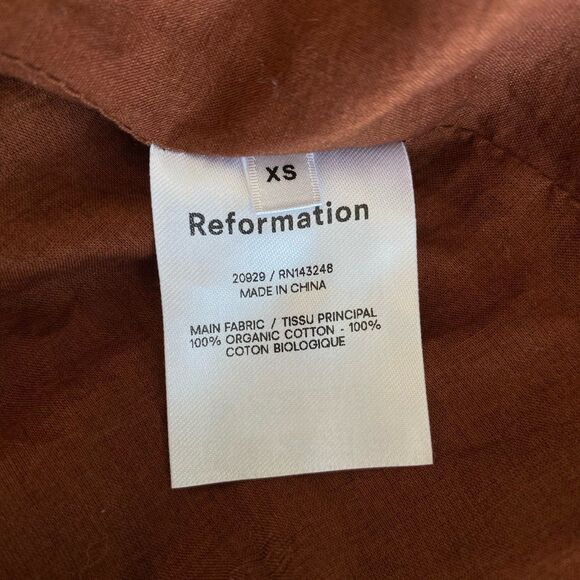 XS
Reformation
20929 / RN143248
MADE IN CHINA
MAIN FABRIC / TISSU PRINCIPAL
100% ORGANIC COTTON - 100%
COTON BIOLOGIQUE